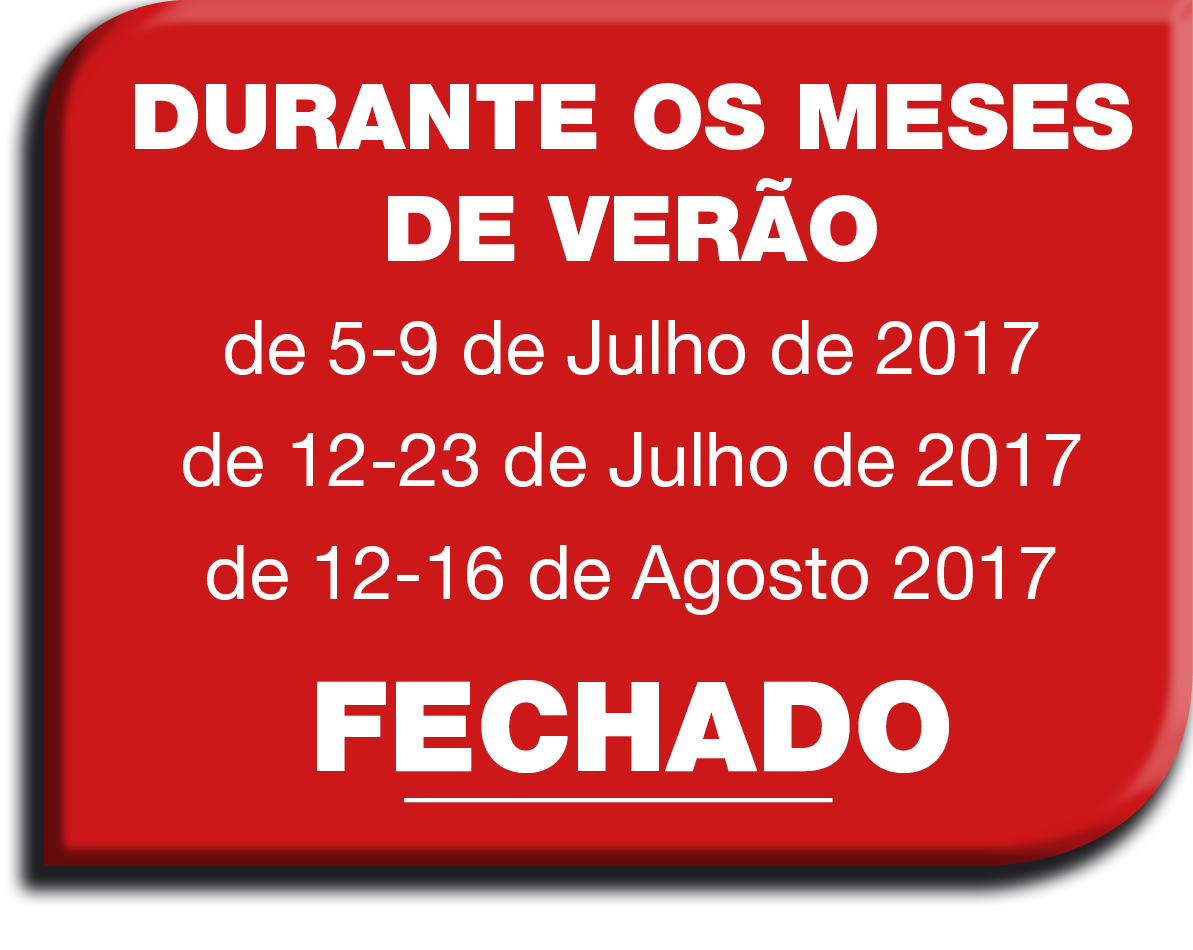 DURANTE OS MESES
DE VERÃO
de 5-9 de Julho de 2017
de 12-23 de Julho de 2017
de 12-16 de Agosto 2017
FECHADO